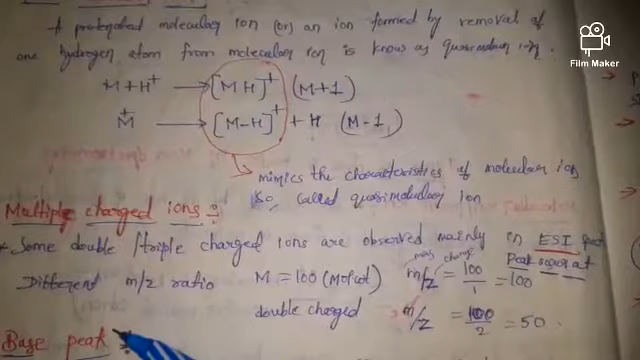 A protonated molecular ion (or) an ion formed by removal of
one hydrogen atom from molecular ion is known as ion.
M + H⁺ → [MH]⁺ (M+1)
M⁺ → [M-H]⁺ + H (M-1)
mimics the characteristics of molecular ion
so, called quasimolecular ion
Multiple charged ions :
* Some double /triple charged ions are observed mainly in ESI
Peak occur at
Different m/z ratio M = 100 (Mol. wt) mass charge m/z = 100/1 = 100
double charged m/z = 100/2 = 50.
Base peak
Film Maker